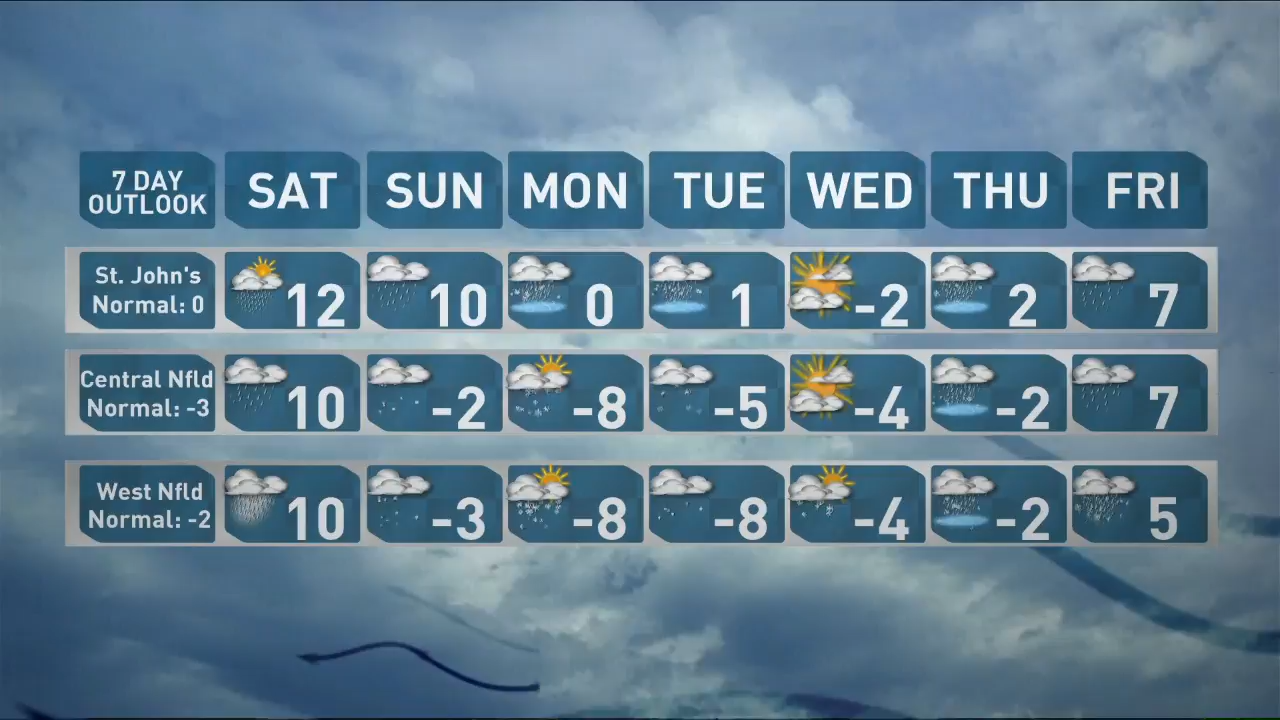 7 DAY
OUTLOOK
SAT SUN MON TUE WED THU FRI
St. John's
Normal: 0
12 10 0 1 -2 2 7
Central Nfld
Normal: -3
10 -2 -8 -5 -4 -2 7
West Nfld
Normal: -2
10 -3 -8 -8 -4 -2 5